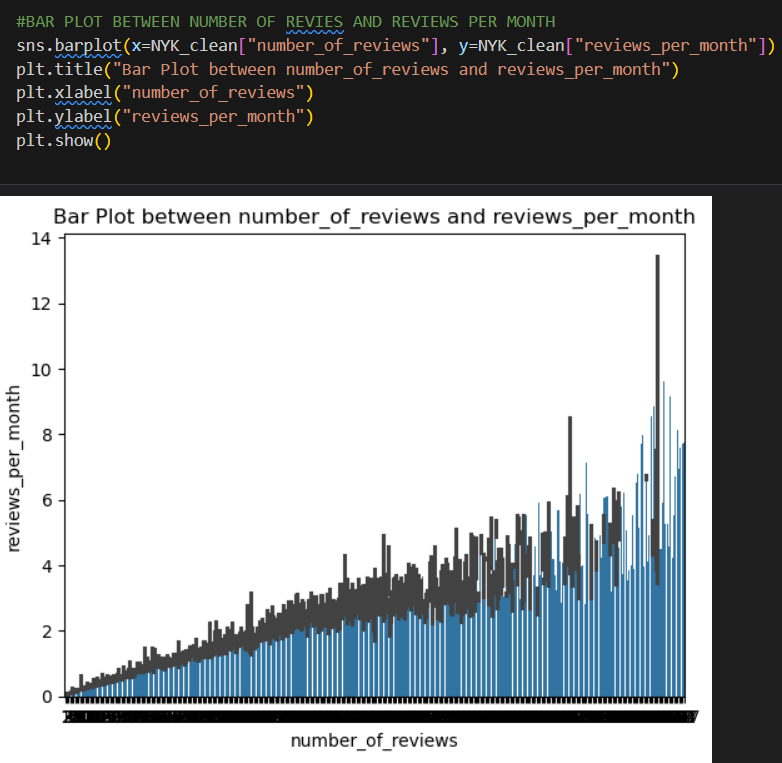 #BAR PLOT BETWEEN NUMBER OF REVIES AND REVIEWS PER MONTH
sns.barplot(x=NYK_clean["number_of_reviews"], y=NYK_clean["reviews_per_month"])
plt.title("Bar Plot between number_of_reviews and reviews_per_month")
plt.xlabel("number_of_reviews")
plt.ylabel("reviews_per_month")
plt.show()
Bar Plot between number_of_reviews and reviews_per_month
14
12
10
8
6
4
2
0
reviews_per_month
number_of_reviews